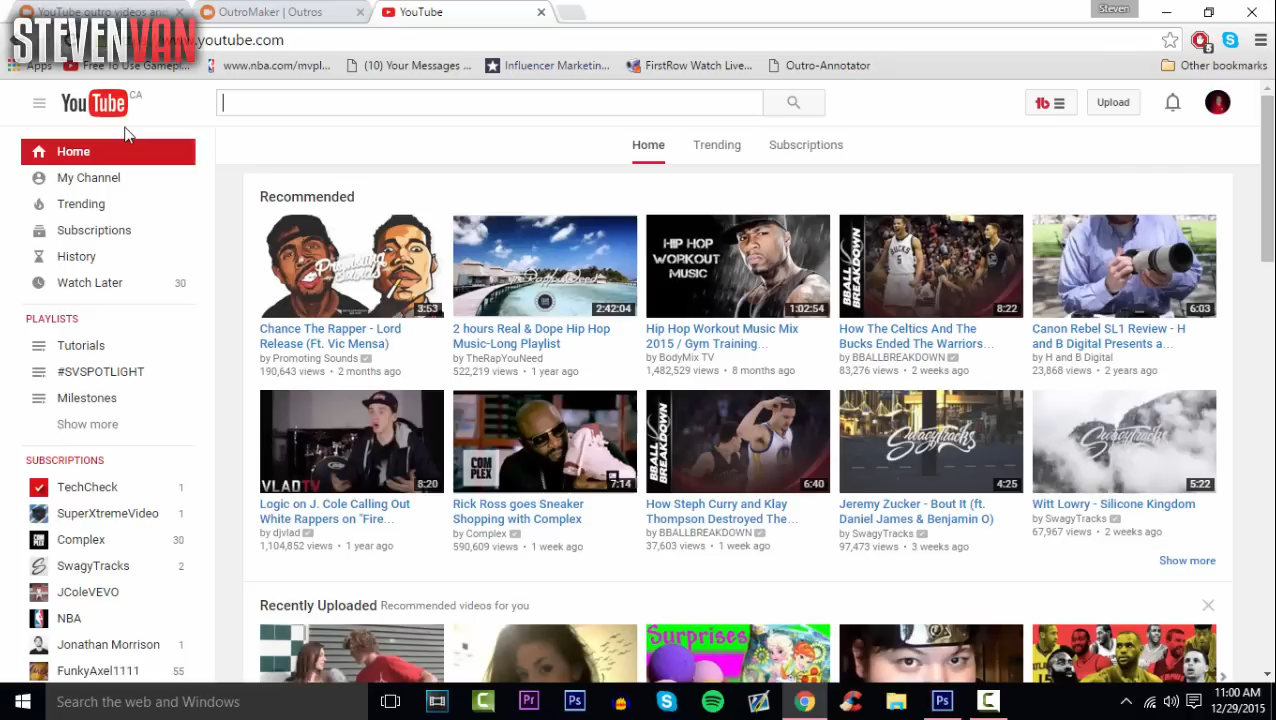 YouTube outro videos an
OutroMaker | Outros
YouTube
Steven
STEVENVAN
youtube.com
5
Apps
Free To Use Gamepl...
www.nba.com/mvpl...
(10) Your Messages ...
Influencer Marketin...
FirstRow Watch Live...
Outro-Annotator
Other bookmarks
YouTube CA
Upload
Home
Trending
Subscriptions
Home
My Channel
Trending
Subscriptions
History
Watch Later 30
PLAYLISTS
Tutorials
#SVSPOTLIGHT
Milestones
Show more
SUBSCRIPTIONS
TechCheck 1
SuperXtremeVideo 1
Complex 30
SwagyTracks 2
JColeVEVO
NBA
Jonathan Morrison 1
FunkyAxel1111 55
Recommended
Promoting Sounds
3:53
Chance The Rapper - Lord
Release (Ft. Vic Mensa)
by Promoting Sounds
190,643 views • 2 months ago
2:42:04
2 hours Real & Dope Hip Hop
Music-Long Playlist
by TheRapYouNeed
522,219 views • 1 year ago
HIP HOP
WORKOUT
MUSIC
1:02:54
Hip Hop Workout Music Mix
2015 / Gym Training...
by BodyMix TV
1,482,529 views • 8 months ago
BBALL
BREAKDOWN
BUCKS
5
8:22
How The Celtics And The
Bucks Ended The Warriors...
by BBALLBREAKDOWN
83,276 views • 2 weeks ago
6:03
Canon Rebel SL1 Review - H
and B Digital Presents a...
by H and B Digital
23,868 views • 2 years ago
VLADTV
8:20
Logic on J. Cole Calling Out
White Rappers on "Fire...
by djvlad
1,104,852 views • 1 year ago
COMPLEX
7:14
Rick Ross goes Sneaker
Shopping with Complex
by Complex
590,609 views • 1 week ago
BBALL
BREAKDOWN
6:40
How Steph Curry and Klay
Thompson Destroyed The...
by BBALLBREAKDOWN
37,603 views • 1 week ago
SwagyTracks
4:25
Jeremy Zucker - Bout It (ft.
Daniel James & Benjamin O)
by SwagyTracks
97,473 views • 3 weeks ago
SwagyTracks
5:22
Witt Lowry - Silicone Kingdom
by SwagyTracks
67,967 views • 2 weeks ago
Show more
Recently Uploaded Recommended videos for you
Surprises
Search the web and Windows
Pr
Ps
Ps
11:00 AM
12/29/2015